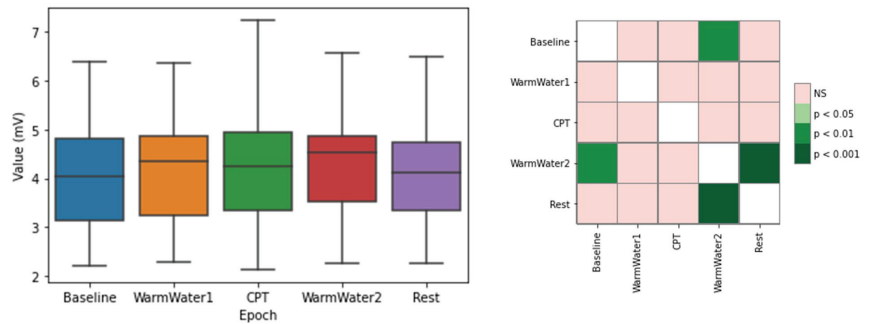 7
6
5
4
3
2
Value (mV)
Baseline WarmWater1 CPT WarmWater2 Rest
Epoch
Baseline
WarmWater1
CPT
WarmWater2
Rest
Baseline
WarmWater1
CPT
WarmWater2
Rest
NS
p < 0.05
p < 0.01
p < 0.001